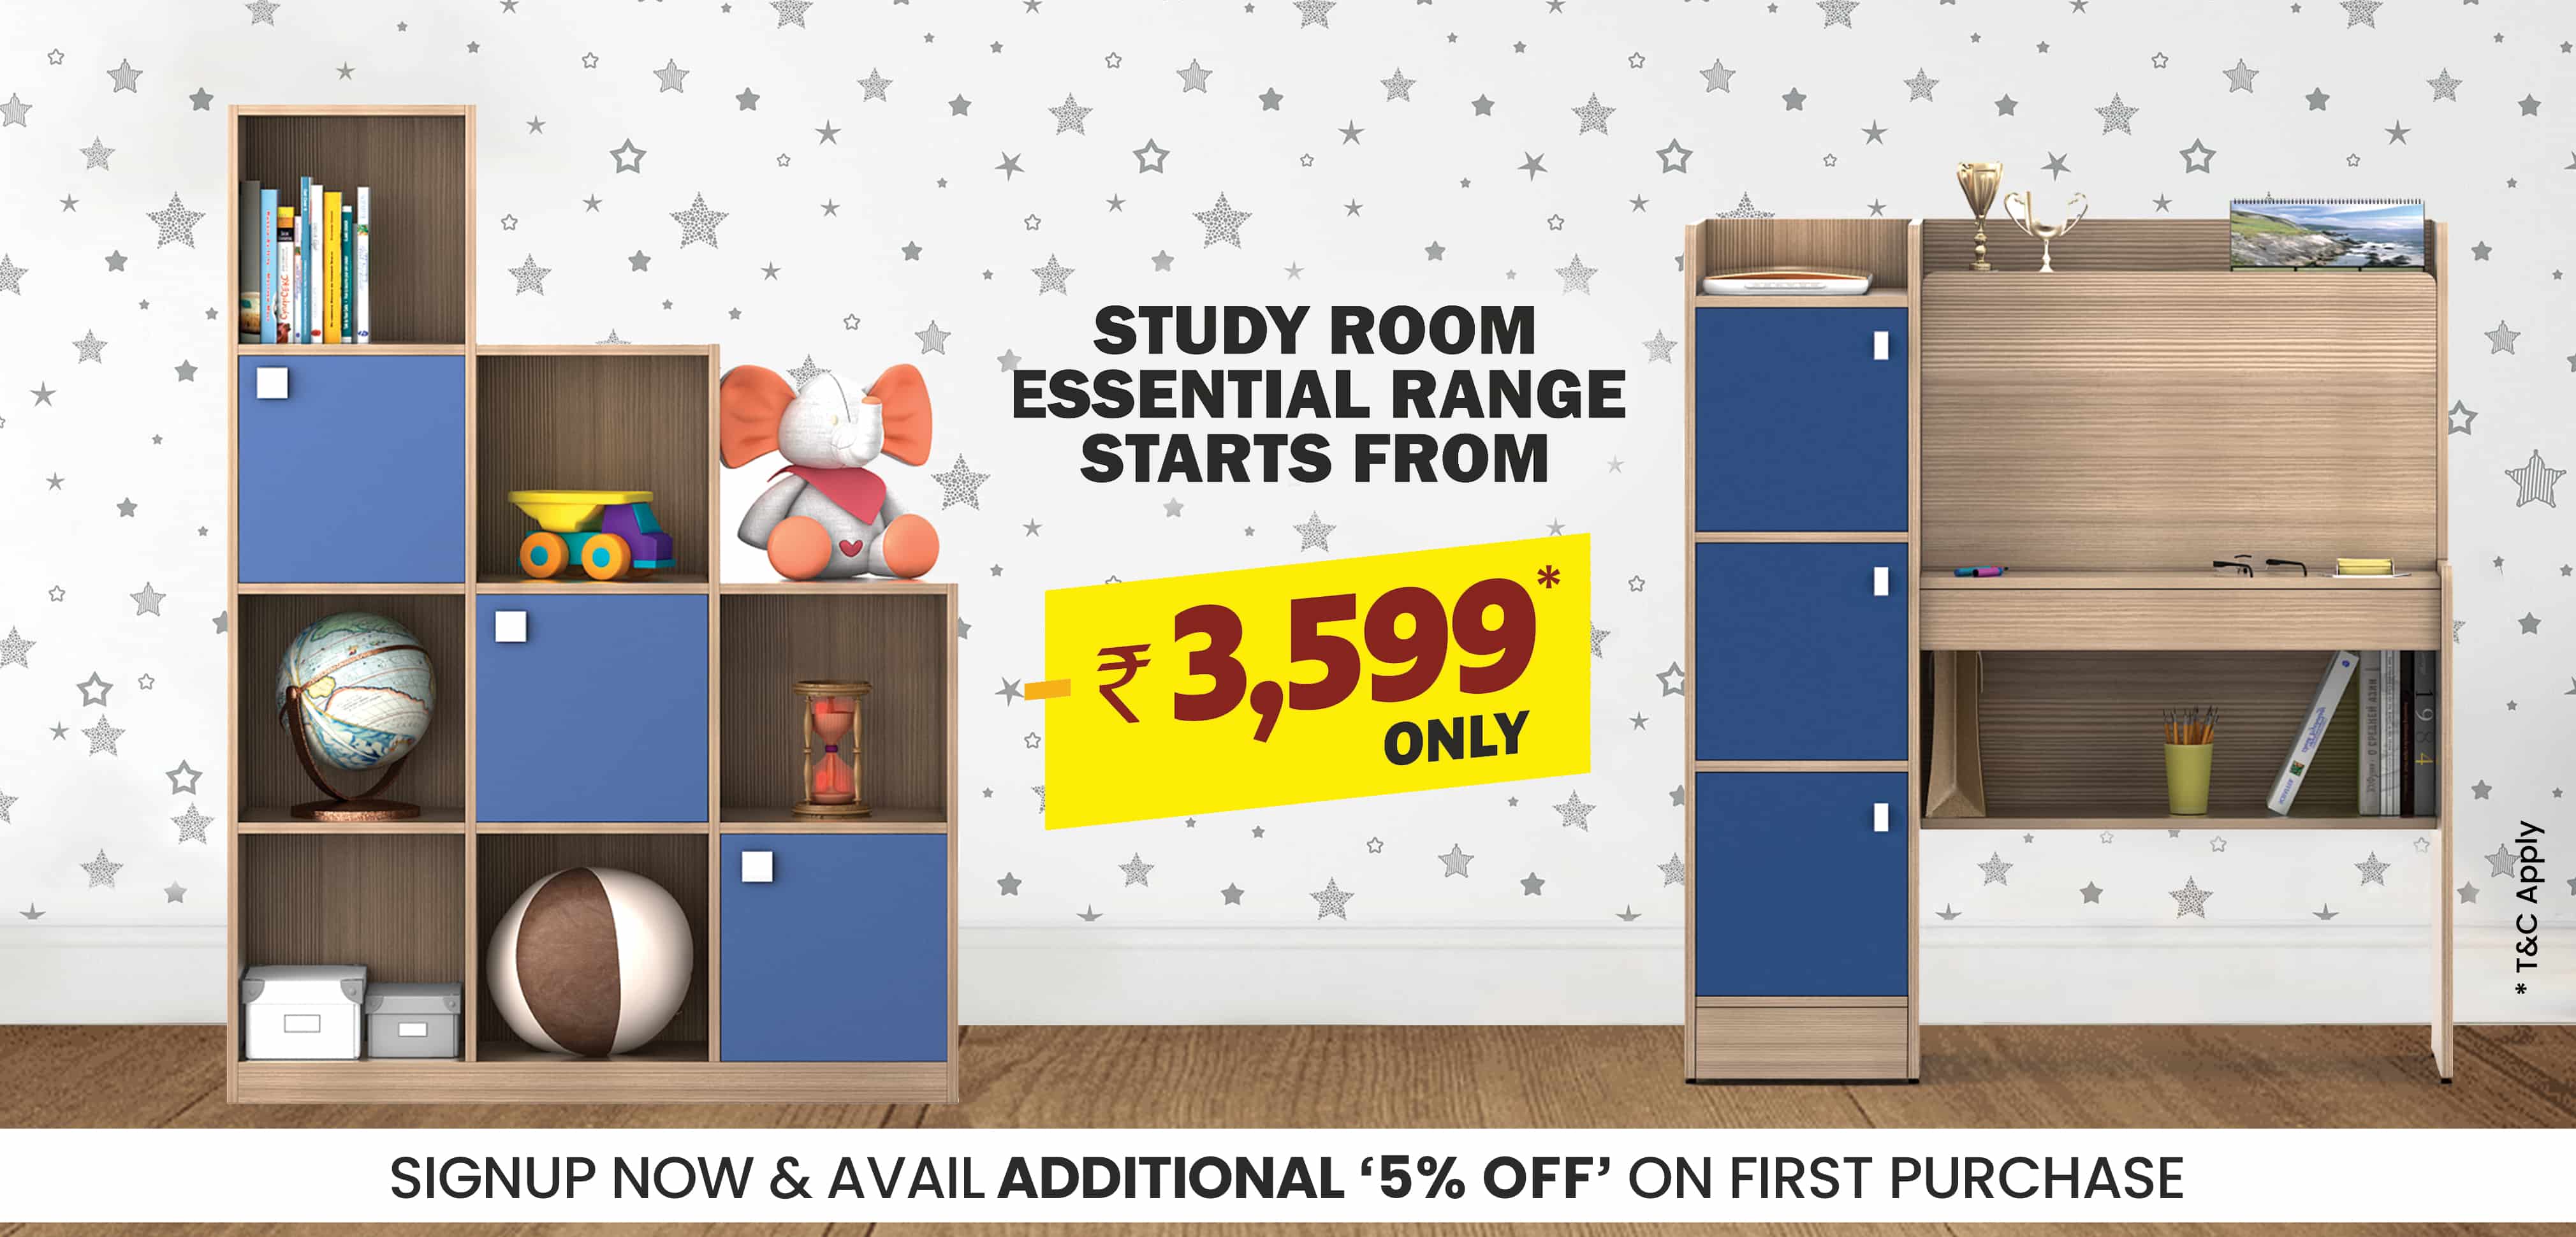 STUDY ROOM
ESSENTIAL RANGE
STARTS FROM
₹ 3,599*
ONLY
* T&C Apply
SIGNUP NOW & AVAIL ADDITIONAL ‘5% OFF’ ON FIRST PURCHASE